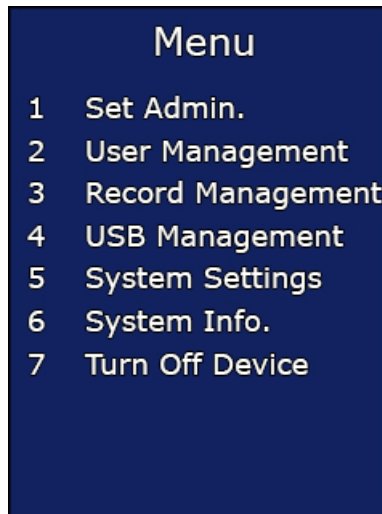 Menu
1 Set Admin.
2 User Management
3 Record Management
4 USB Management
5 System Settings
6 System Info.
7 Turn Off Device